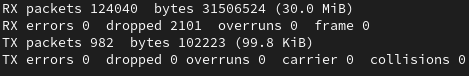 RX packets 124040  bytes 31506524 (30.0 MiB)
RX errors 0  dropped 2101  overruns 0  frame 0
TX packets 982  bytes 102223 (99.8 KiB)
TX errors 0  dropped 0 overruns 0  carrier 0  collisions 0